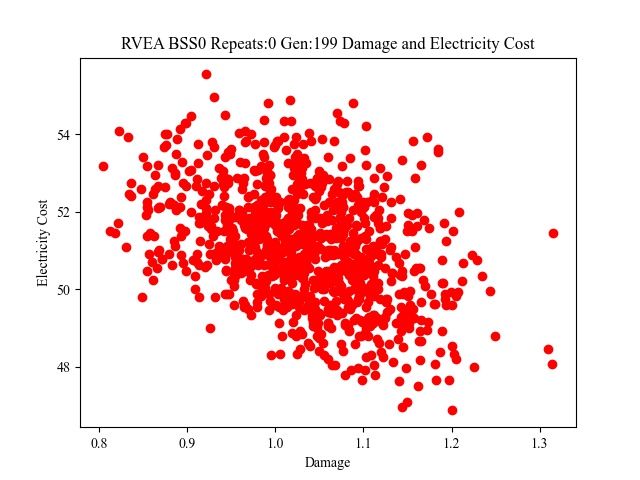 RVEA BSS0 Repeats:0 Gen:199 Damage and Electricity Cost
54
52
50
48
Electricity Cost
0.8 0.9 1.0 1.1 1.2 1.3
Damage